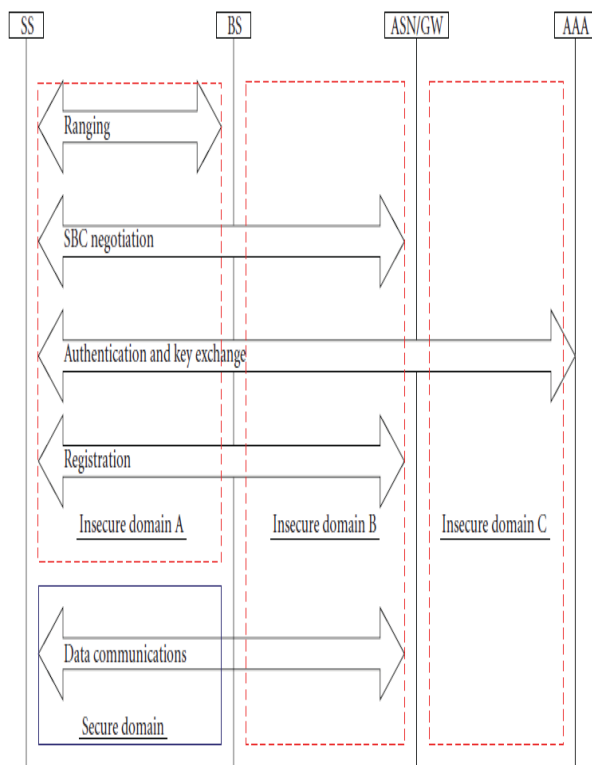 SS BS ASN/GW AAA
Ranging
SBC negotiation
Authentication and key exchange
Registration
Insecure domain A Insecure domain B Insecure domain C
Data communications
Secure domain